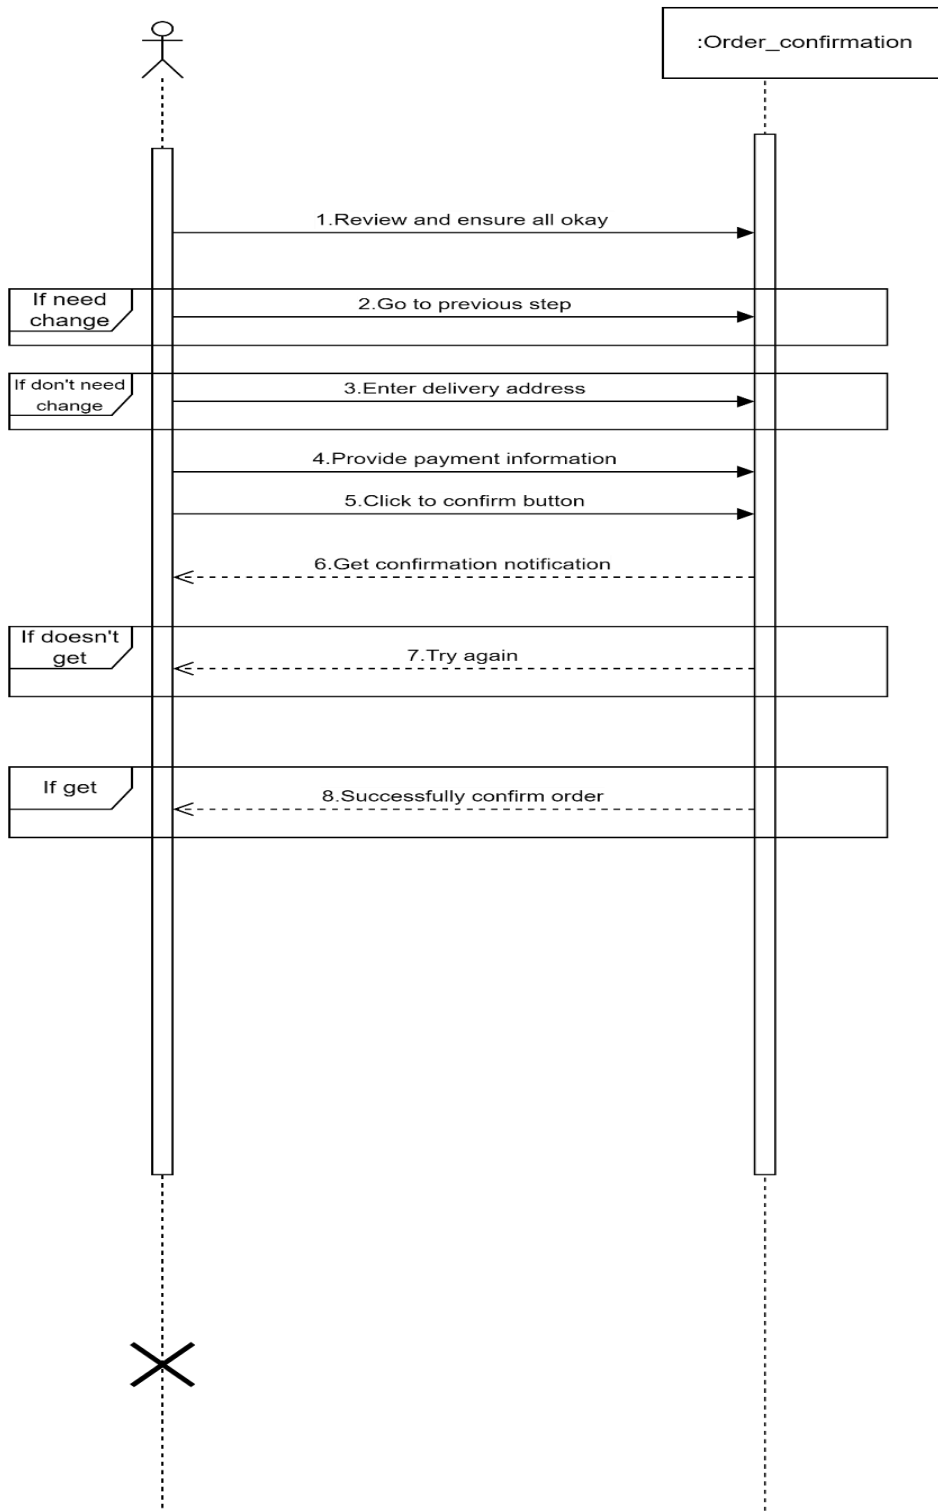 :Order_confirmation
1.Review and ensure all okay
If need
change
2.Go to previous step
If don't need
change
3.Enter delivery address
4.Provide payment information
5.Click to confirm button
6.Get confirmation notification
If doesn't
get
7.Try again
If get
8.Successfully confirm order